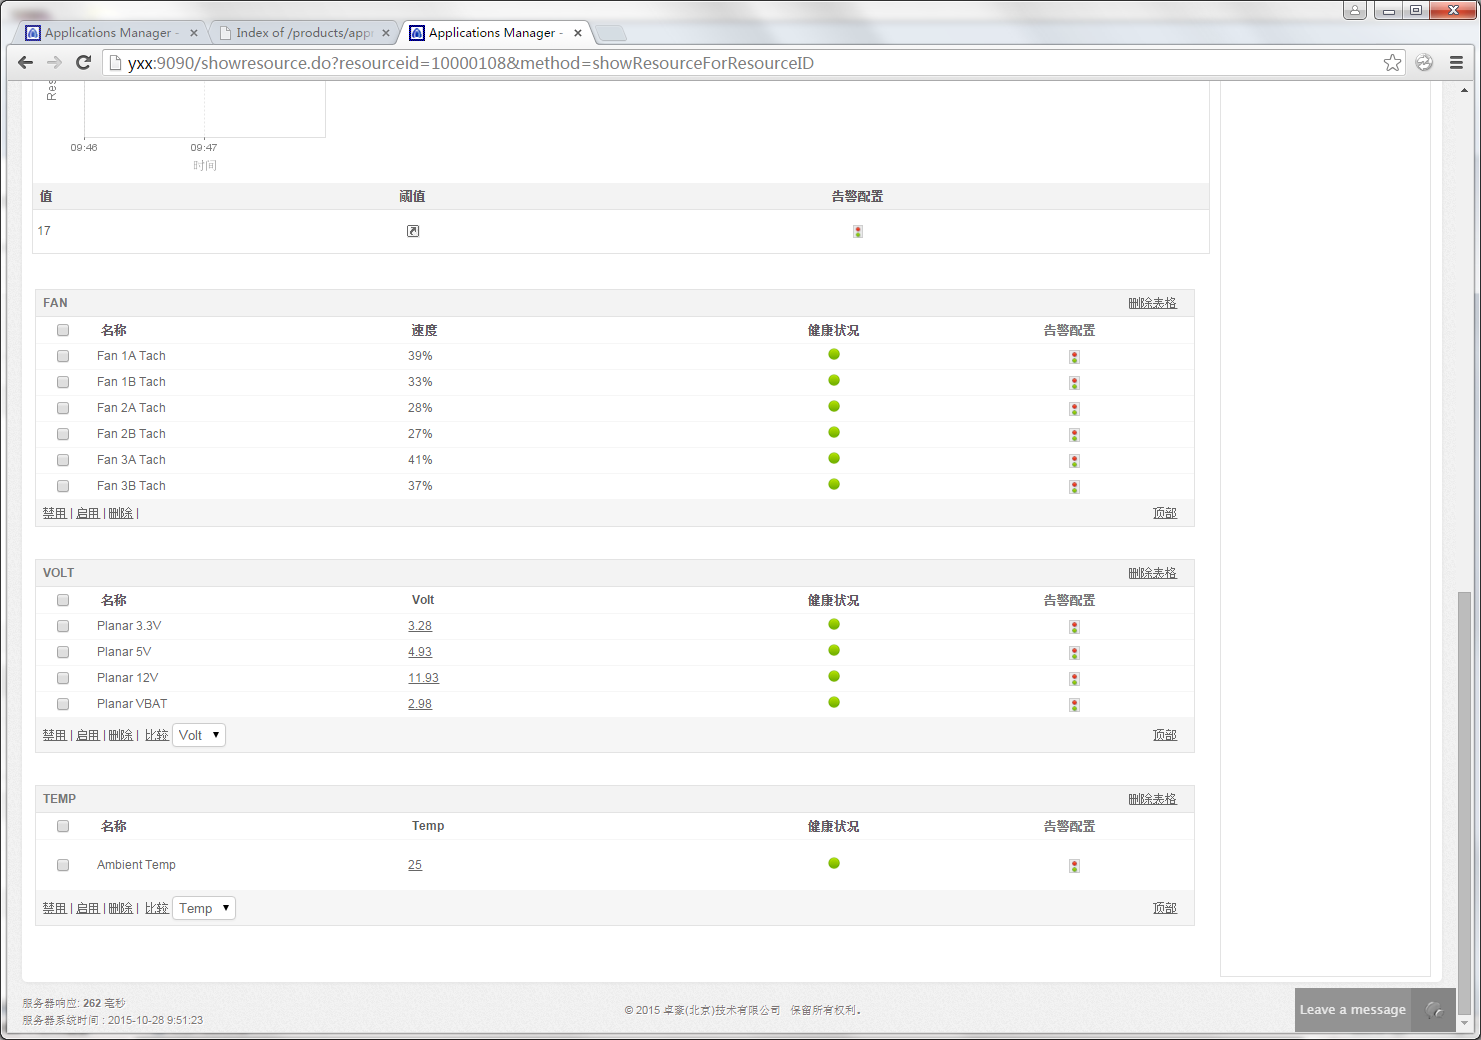 Applications Manager -
Index of /products/app
Applications Manager -
yxx:9090/showresource.do?resourceid=10000108&method=showResourceForResourceID
Res
09:46 09:47
时间
值 阈值 告警配置
17
FAN 删除表格
名称 速度 健康状况 告警配置
Fan 1A Tach 39%
Fan 1B Tach 33%
Fan 2A Tach 28%
Fan 2B Tach 27%
Fan 3A Tach 41%
Fan 3B Tach 37%
禁用 | 启用 | 删除 | 顶部
VOLT 删除表格
名称 Volt 健康状况 告警配置
Planar 3.3V 3.28
Planar 5V 4.93
Planar 12V 11.93
Planar VBAT 2.98
禁用 | 启用 | 删除 | 比较 Volt 顶部
TEMP 删除表格
名称 Temp 健康状况 告警配置
Ambient Temp 25
禁用 | 启用 | 删除 | 比较 Temp 顶部
服务器响应: 262 毫秒
服务器系统时间 : 2015-10-28 9:51:23
© 2015 卓豪(北京)技术有限公司 保留所有权利。
Leave a message